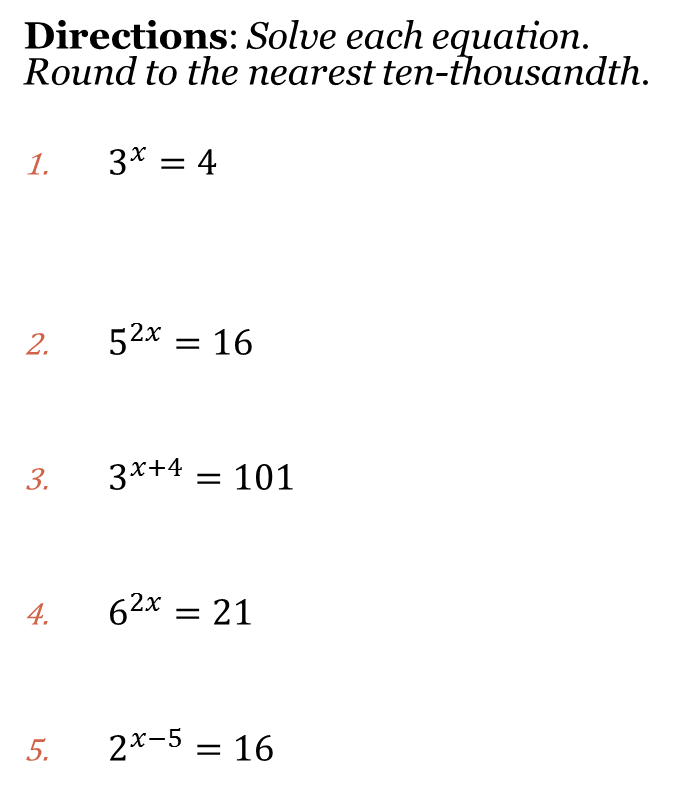 Directions: Solve each equation.
Round to the nearest ten-thousandth.
1. 3^x = 4
2. 5^{2x} = 16
3. 3^{x+4} = 101
4. 6^{2x} = 21
5. 2^{x−5} = 16